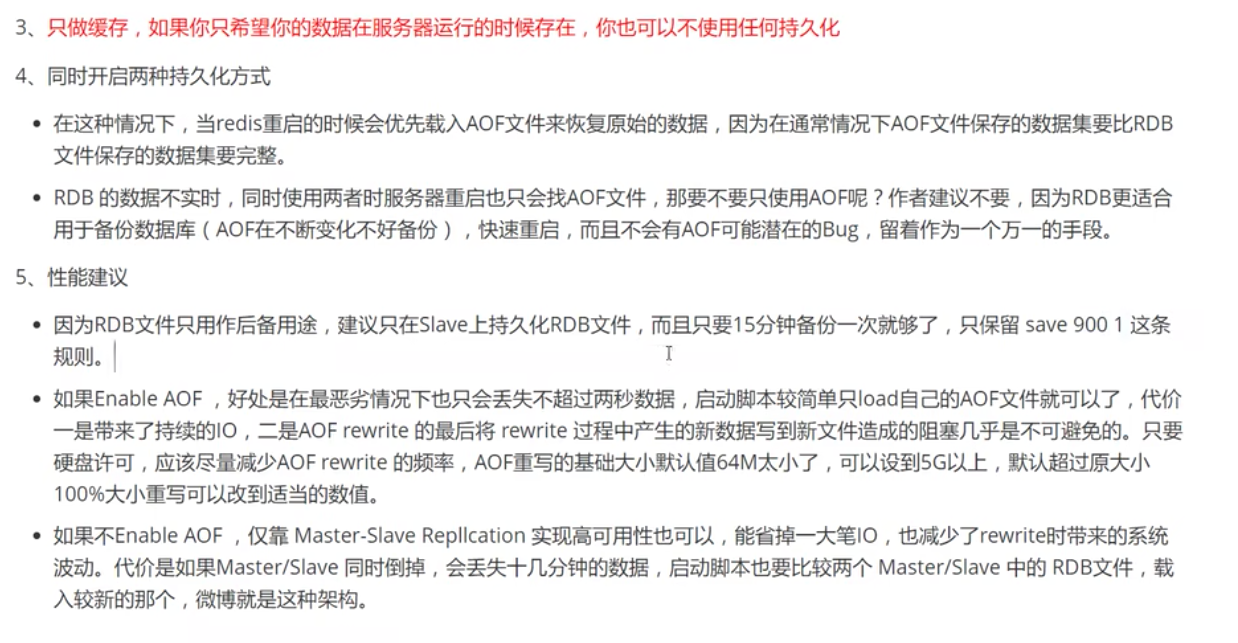 3、只做缓存，如果你只希望你的数据在服务器运行的时候存在，你也可以不使用任何持久化
4、同时开启两种持久化方式
• 在这种情况下，当redis重启的时候会优先载入AOF文件来恢复原始的数据，因为在通常情况下AOF文件保存的数据集要比RDB
文件保存的数据集要完整。
• RDB 的数据不实时，同时使用两者时服务器重启也只会找AOF文件，那要不要只使用AOF呢？作者建议不要，因为RDB更适合
用于备份数据库（AOF在不断变化不好备份），快速重启，而且不会有AOF可能潜在的Bug，留着作为一个万一的手段。
5、性能建议
• 因为RDB文件只用作后备用途，建议只在Slave上持久化RDB文件，而且只要15分钟备份一次就够了，只保留 save 900 1 这条
规则。
• 如果Enable AOF ，好处是在最恶劣情况下也只会丢失不超过两秒数据，启动脚本较简单只load自己的AOF文件就可以了，代价
一是带来了持续的IO，二是AOF rewrite 的最后将 rewrite 过程中产生的新数据写到新文件造成的阻塞几乎是不可避免的。只要
硬盘许可，应该尽量减少AOF rewrite 的频率，AOF重写的基础大小默认值64M太小了，可以设到5G以上，默认超过原大小
100%大小重写可以改到适当的数值。
• 如果不Enable AOF ，仅靠 Master-Slave Repllcation 实现高可用性也可以，能省掉一大笔IO，也减少了rewrite时带来的系统
波动。代价是如果Master/Slave 同时倒掉，会丢失十几分钟的数据，启动脚本也要比较两个 Master/Slave 中的 RDB文件，载
入较新的那个，微博就是这种架构。